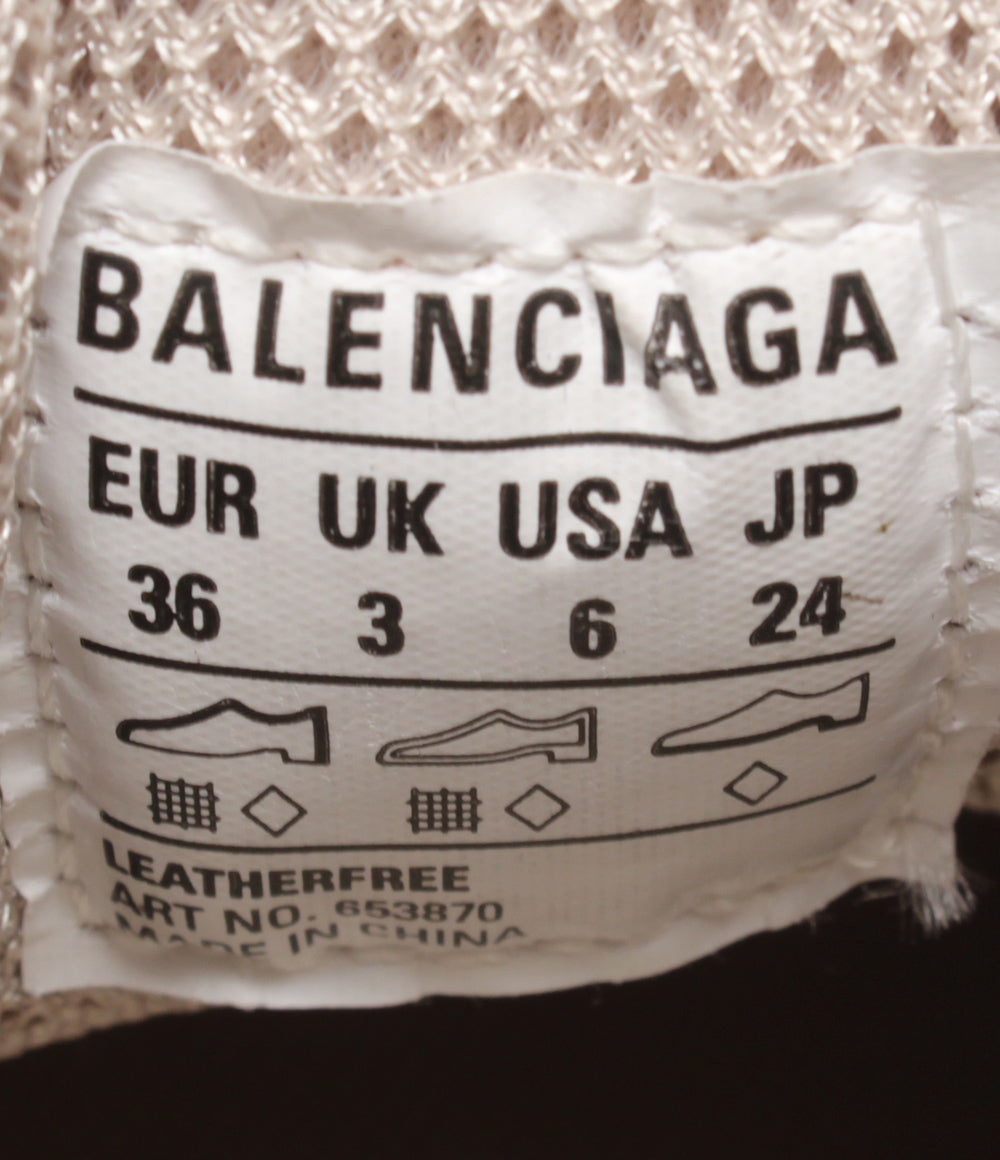 BALENCIAGA
EUR UK USA JP
36 3 6 24
LEATHERFREE
ART NO. 653870
MADE IN CHINA